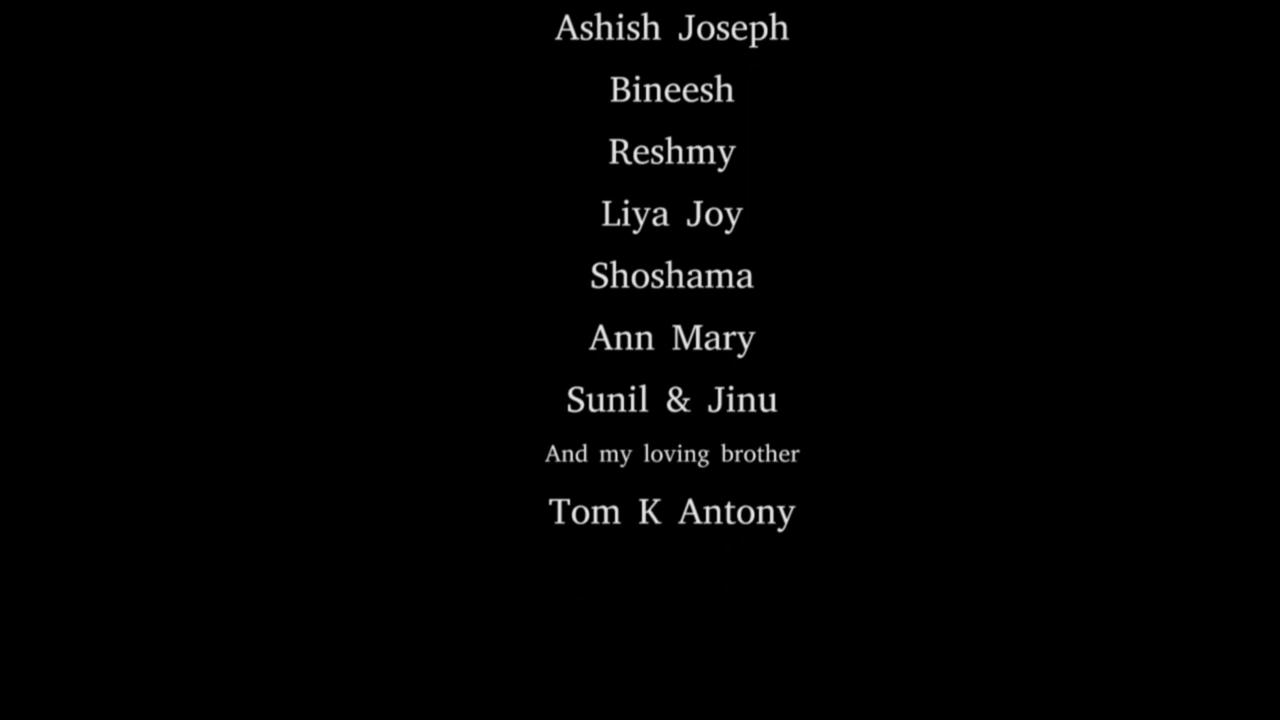 Ashish Joseph
Bineesh
Reshmy
Liya Joy
Shoshama
Ann Mary
Sunil & Jinu
And my loving brother
Tom K Antony